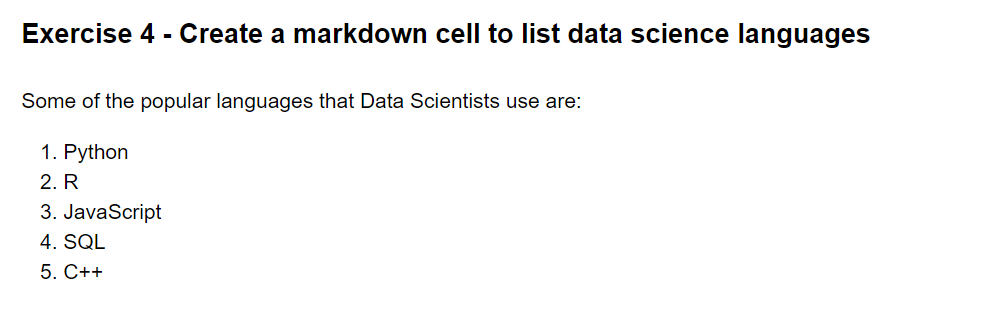 Exercise 4 - Create a markdown cell to list data science languages
Some of the popular languages that Data Scientists use are:
1. Python
2. R
3. JavaScript
4. SQL
5. C++